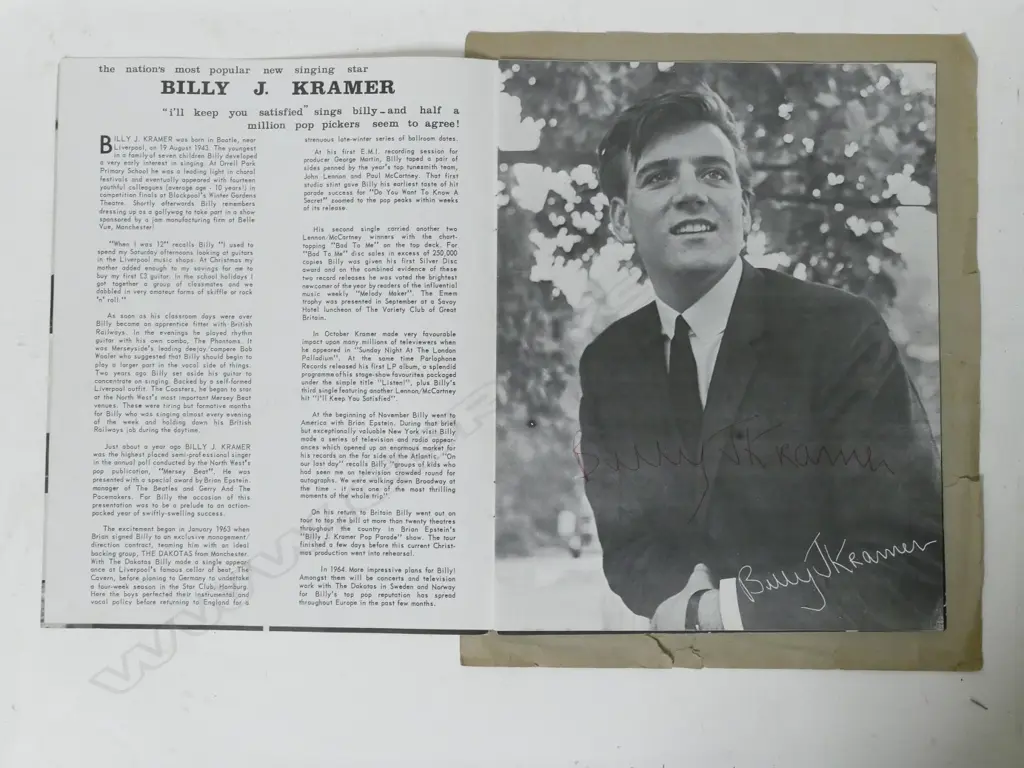 the nation's most popular new singing star
BILLY J. KRAMER
"i'll keep you satisfied" sings billy - and half a
million pop pickers seem to agree!
BILLY J. KRAMER was born in Bootle, near
Liverpool, on 19 August 1943. The youngest
in a family of seven children Billy developed
a very early interest in singing. At Orrell Park
Primary School he was a leading light in choral
festivals and eventually appeared with fourteen
youthful colleagues (average age - 10 years!) in
competition finals at Blackpool's Winter Gardens
Theatre. Shortly afterwards Billy remembers
dressing up as a gollywog to take part in a show
sponsored by a jam manufacturing firm at Belle
Vue, Manchester!
"When I was 12" recalls Billy "I used to
spend my Saturday afternoons looking at guitars
in the Liverpool music shops. At Christmas my
mother added enough to my savings for me to
buy my first £3 guitar. In the school holidays I
got together a group of classmates and we
dabbled in very amateur forms of skiffle or rock
'n' roll."
As soon as his classroom days were over
Billy became an apprentice fitter with British
Railways. In the evenings he played rhythm
guitar with his own combo, The Phantoms. It
was Merseyside's leading deejay/compere Bob
Wooler who suggested that Billy should begin to
play a larger part in the vocal side of things.
Two years ago Billy set aside his guitar to
concentrate on singing. Backed by a self-formed
Liverpool outfit, The Coasters, he began to star
at the North West's most important Mersey Beat
venues. These were tiring but formative months
for Billy who was singing almost every evening
of the week and holding down his British
Railways job during the daytime.
Just about a year ago BILLY J. KRAMER
was the highest placed semi-professional singer
in the annual poll conducted by the North West's
pop publication, "Mersey Beat". He was
presented with a special award by Brian Epstein,
manager of The Beatles and Gerry And The
Pacemakers. For Billy the occasion of this
presentation was to be a prelude to an action-
packed year of swiftly-swelling success.
The excitement began in January 1963 when
Brian signed Billy to an exclusive management/
direction contract, teaming him with an ideal
backing group, THE DAKOTAS from Manchester.
With The Dakotas Billy made a single appear-
ance at Liverpool's famous cellar of beat, The
Cavern, before planing to Germany to undertake
a four-week season in the Star Club, Hamburg.
Here the boys perfected their instrumental and
vocal policy before returning to England for a
strenuous late-winter series of ballroom dates.
At his first E.M.I. recording session for
producer George Martin, Billy taped a pair of
sides penned by the year's top tunesmith team,
John Lennon and Paul McCartney. That first
studio stint gave Billy his earliest taste of hit
parade success for "Do You Want To Know A
Secret" zoomed to the pop peaks within weeks
of its release.
His second single carried another two
Lennon/McCartney winners with the chart-
topping "Bad To Me" on the top deck. For
"Bad to Me" disc sales in excess of 250,000
copies Billy was given his first Silver Disc
award and on the combined evidence of these
two record releases he was voted the brightest
newcomer of the year by readers of the influential
music weekly "Melody Maker". The Emem
trophy was presented in September at a Savoy
Hotel luncheon of The Variety Club of Great
Britain.
In October Kramer made very favourable
impact upon many millions of televiewers when
he appeared in "Sunday Night At The London
Palladium". At the same time Parlophone
Records released his first LP album, a splendid
programme of his stage-show favourites packaged
under the simple title "Listen!", plus Billy's
third single featuring another Lennon/McCartney
hit "I'll Keep You Satisfied".
At the beginning of November Billy went to
America with Brian Epstein. During that brief
but exceptionally valuable New York visit Billy
made a series of television and radio appear-
ances which opened up an enormous market for
his records on the far side of the Atlantic. "On
our last day" recalls Billy "groups of kids who
had seen me on television crowded round for
autographs. We were walking down Broadway at
the time - it was one of the most thrilling
moments of the whole trip".
On his return to Britain Billy went out on
tour to top the bill at more than twenty theatres
throughout the country in Brian Epstein's
"Billy J. Kramer Pop Parade" show. The tour
finished a few days before this current Christ-
mas production went into rehearsal.
In 1964. More impressive plans for Billy!
Amongst them will be concerts and television
work with The Dakotas in Sweden and Norway
for Billy's top pop reputation has spread
throughout Europe in the past few months.
Billy J Kramer
Billy J Kramer